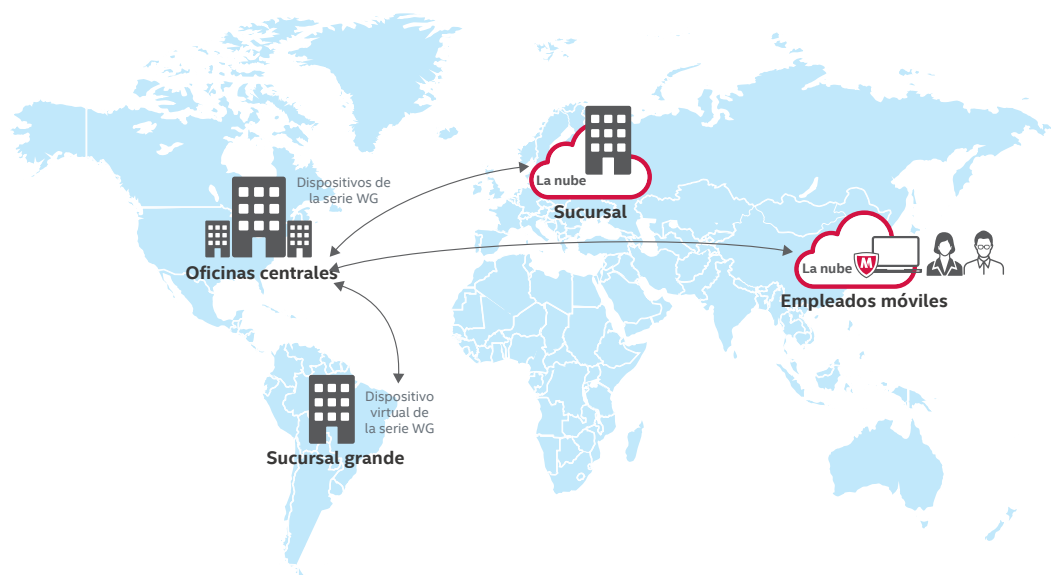 La nube
Sucursal
Dispositivos de
la serie WG
Oficinas centrales
La nube
M
Empleados móviles
Dispositivo
virtual de
la serie WG
Sucursal grande